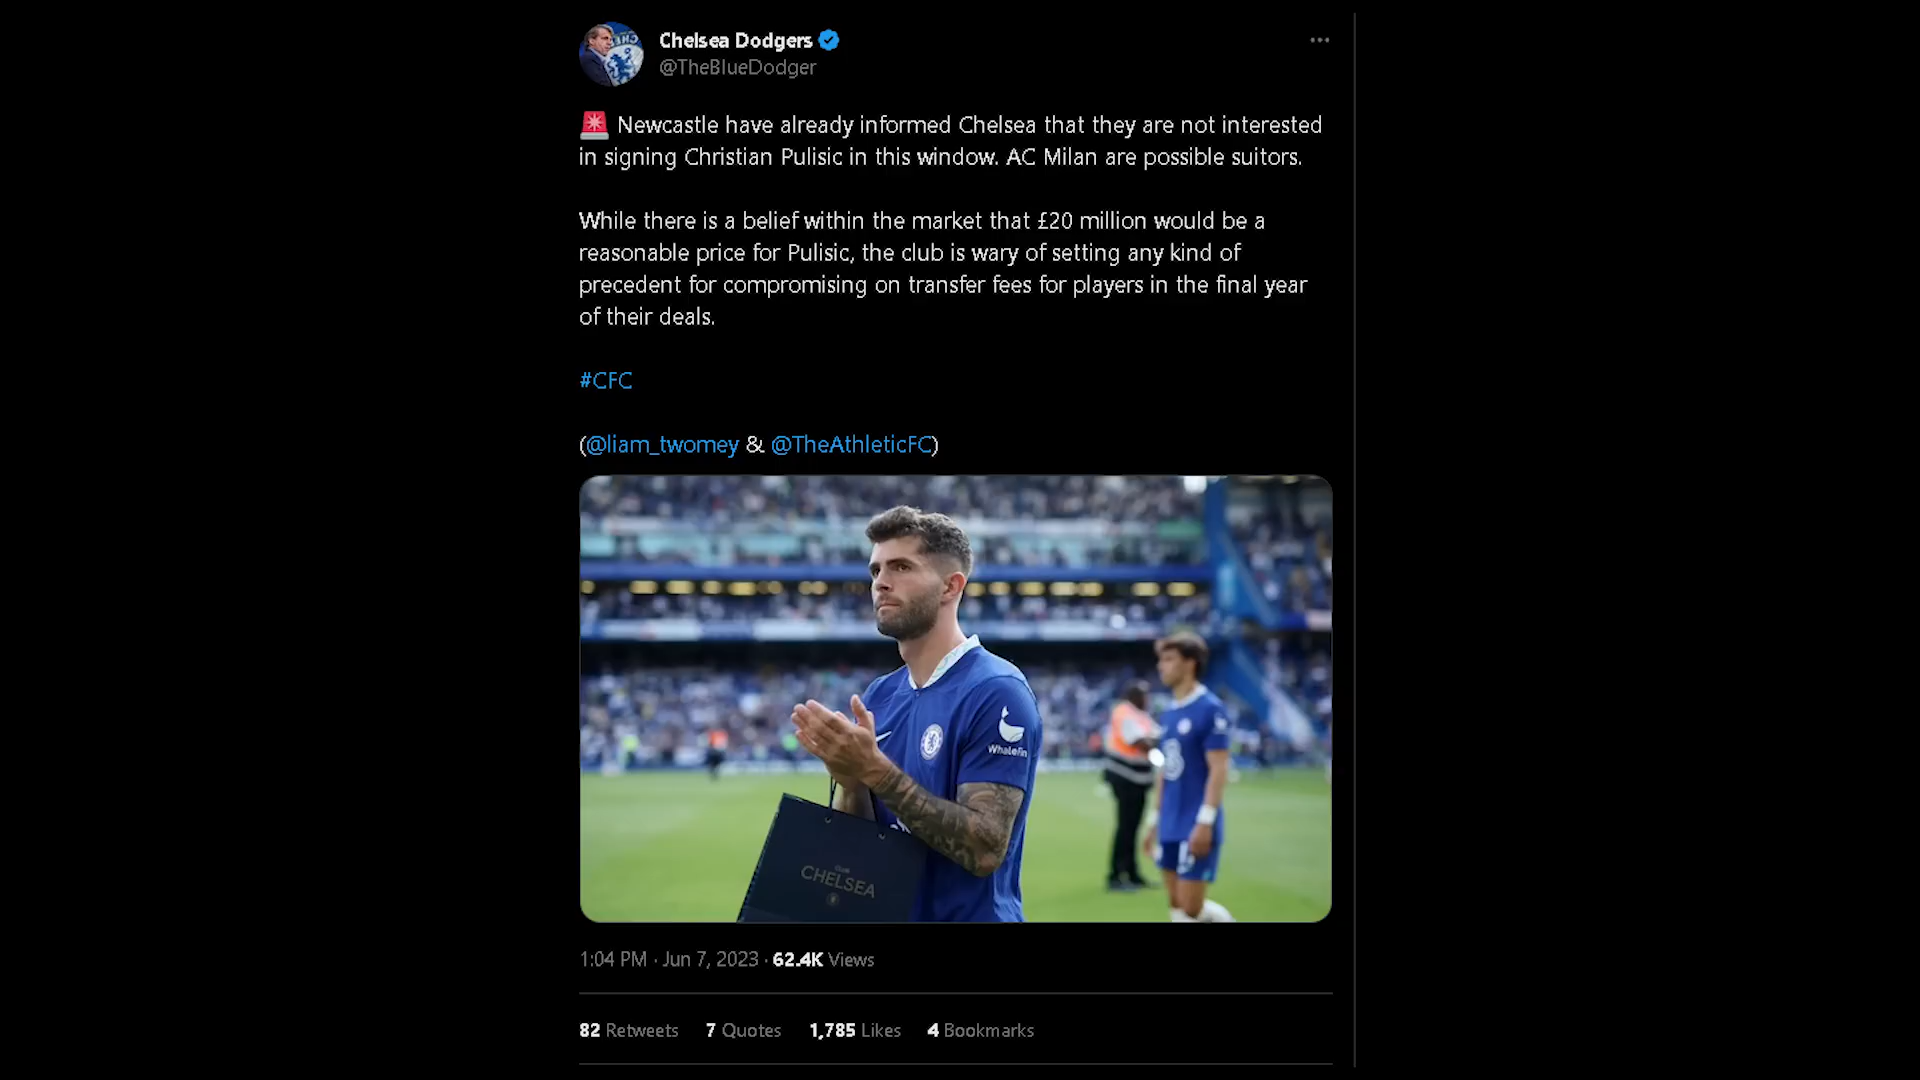 Chelsea Dodgers
@TheBlueDodger
Newcastle have already informed Chelsea that they are not interested
in signing Christian Pulisic in this window. AC Milan are possible suitors.
While there is a belief within the market that £20 million would be a
reasonable price for Pulisic, the club is wary of setting any kind of
precedent for compromising on transfer fees for players in the final year
of their deals.
#CFC
(@liam_twomey & @TheAthleticFC)
WhaleFin
CLUB
CHELSEA
1:04 PM · Jun 7, 2023 · 62.4K Views
82 Retweets 7 Quotes 1,785 Likes 4 Bookmarks